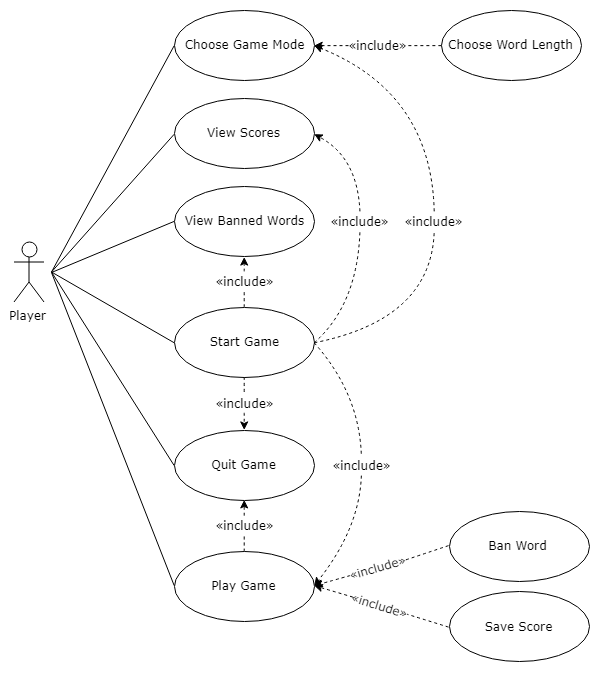 Choose Game Mode
«include»
Choose Word Length
View Scores
View Banned Words
«include»
«include»
«include»
Player
Start Game
«include»
Quit Game
«include»
«include»
Ban Word
«include»
Play Game
«include»
Save Score